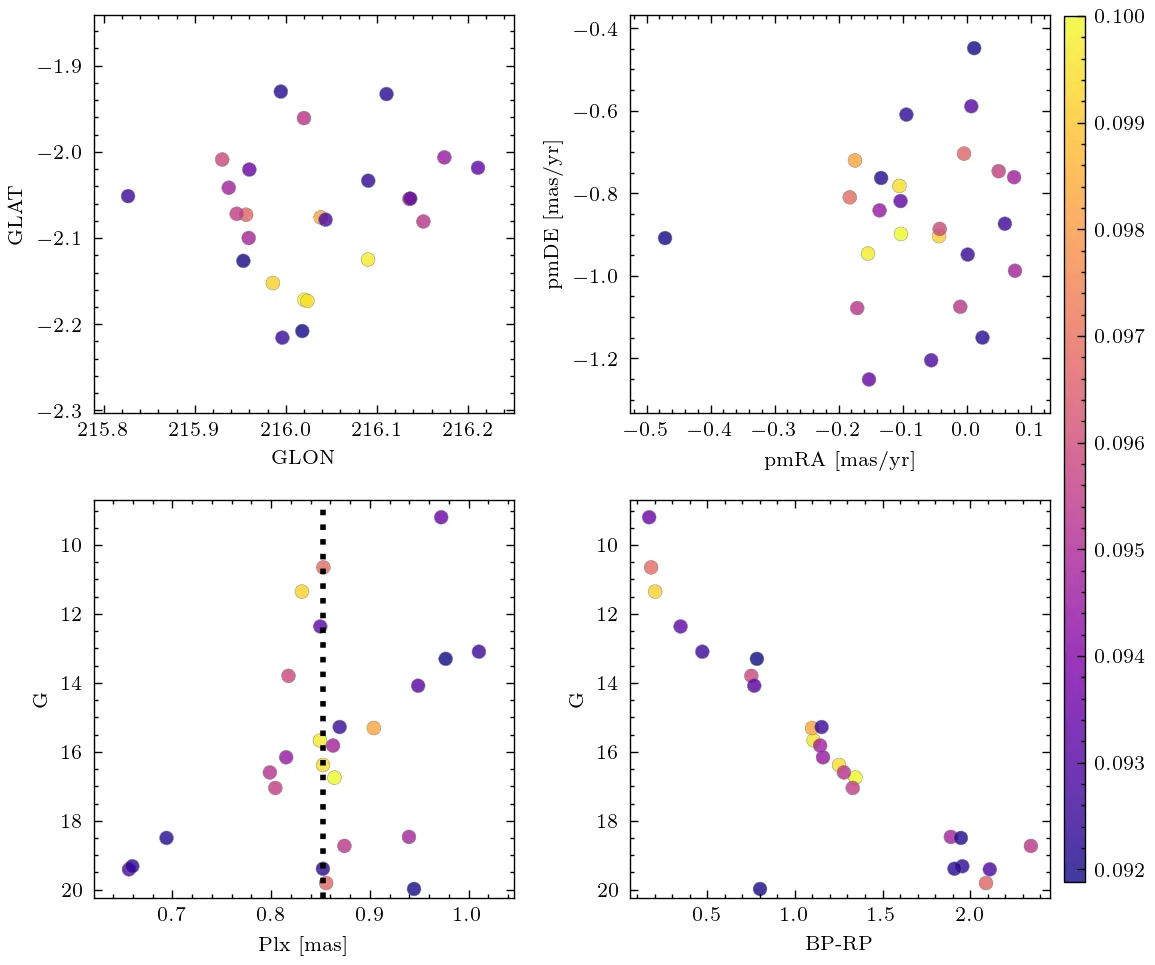 −1.9
−2.0
−2.1
−2.2
−2.3
GLAT
215.8 215.9 216.0 216.1 216.2
GLON
−0.4
−0.6
−0.8
−1.0
−1.2
pmDE [mas/yr]
−0.5 −0.4 −0.3 −0.2 −0.1 0.0 0.1
pmRA [mas/yr]
0.100
0.099
0.098
0.097
0.096
0.095
0.094
0.093
0.092
10
12
14
16
18
20
G
0.7 0.8 0.9 1.0
Plx [mas]
10
12
14
16
18
20
G
0.5 1.0 1.5 2.0
BP-RP